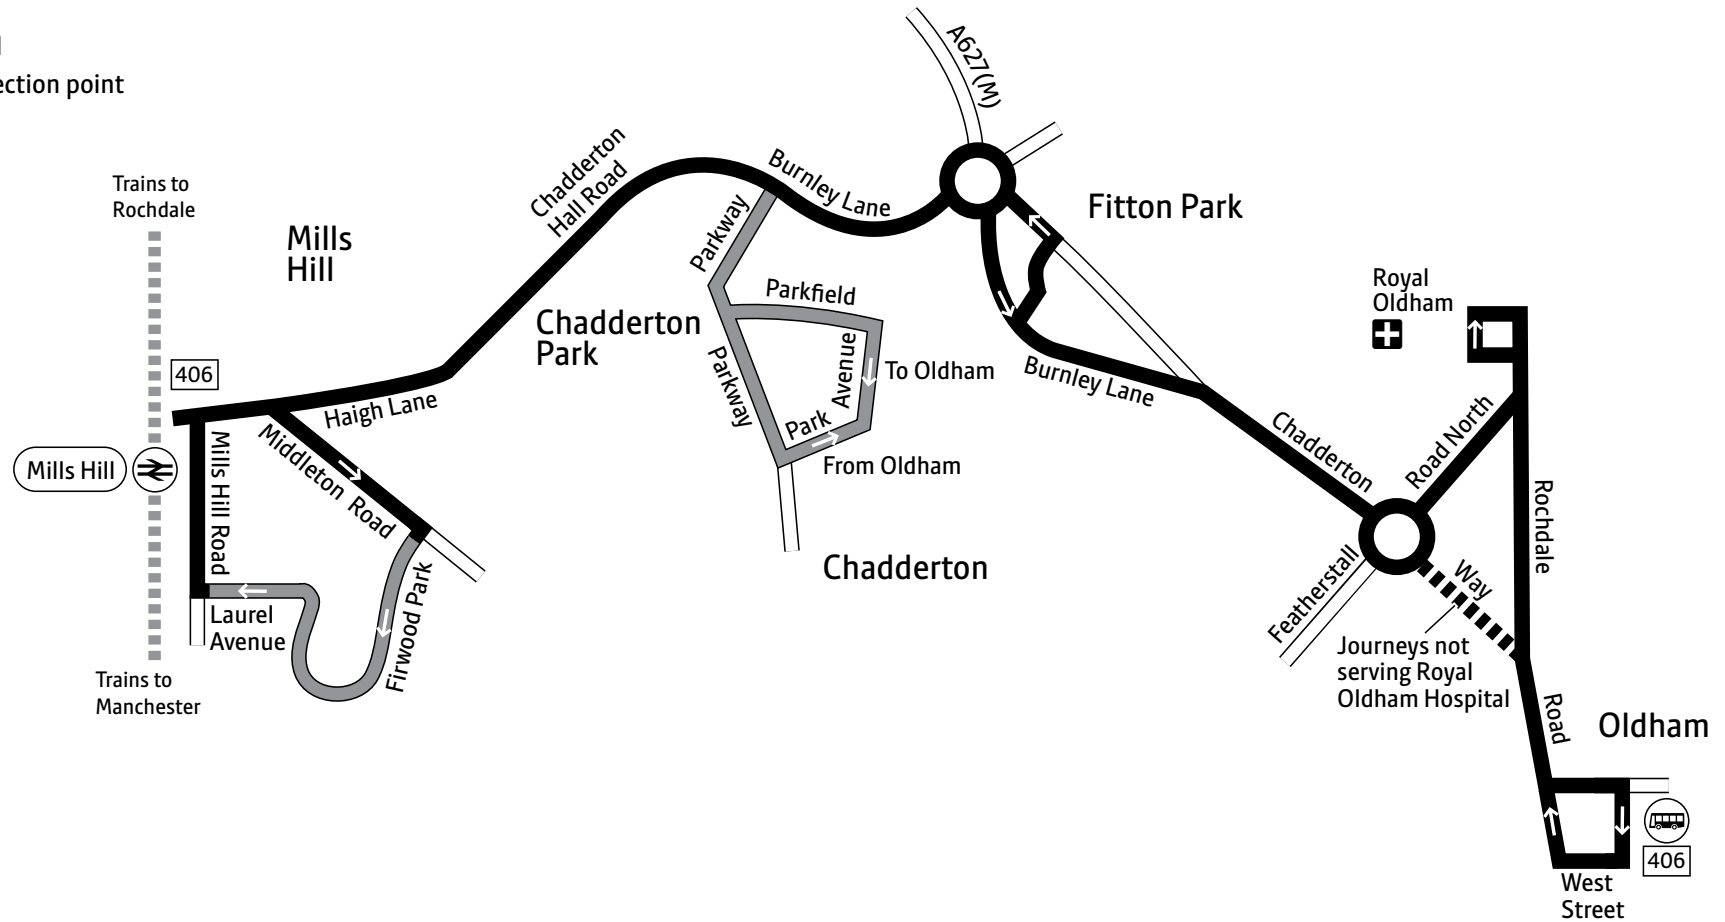 ection point
Trains to
Rochdale
Mills
Hill
406
Mills Hill
Haigh Lane
Middleton Road
Mills Hill Road
Laurel
Avenue
Firwood Park
Trains to
Manchester
Chadderton
Hall Road
Burnley Lane
Parkway
Parkfield
Chadderton
Park
Parkway
Avenue
To Oldham
Park
From Oldham
Chadderton
A627(M)
Fitton Park
Burnley Lane
Royal
Oldham
Chadderton
Road North
Rochdale
Featherstall
Way
Journeys not
serving Royal
Oldham Hospital
Road
Oldham
406
West
Street